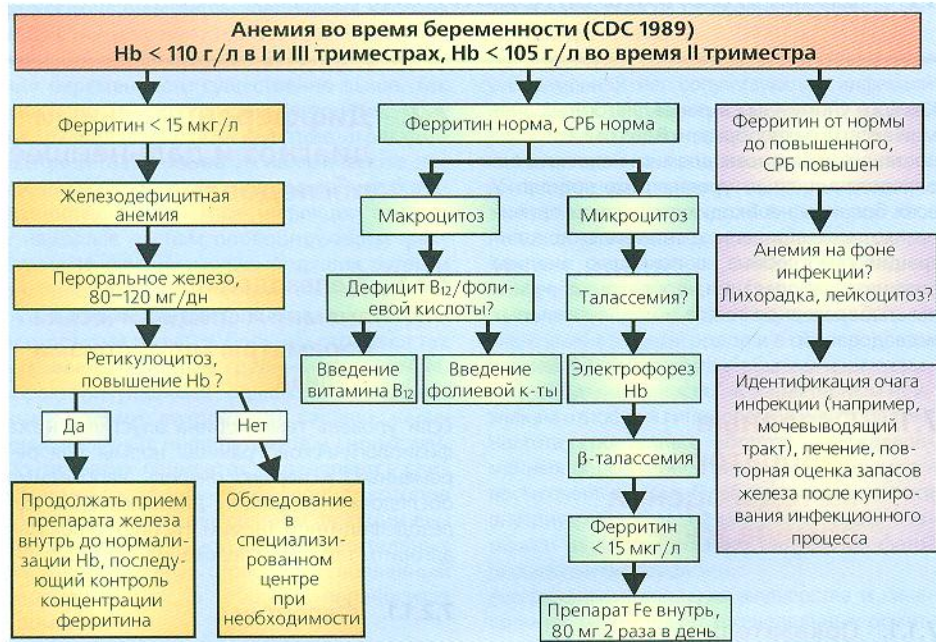 Анемия во время беременности (CDC 1989)
Hb < 110 г/л в I и III триместрах, Hb < 105 г/л во время II триместра
Ферритин < 15 мкг/л
Железодефицитная
анемия
Пероральное железо,
80–120 мг/дн
Ретикулоцитоз,
повышение Hb ?
Да
Нет
Продолжать прием
препарата железа
внутрь до нормали-
зации Hb, последу-
ющий контроль
концентрации
ферритина
Обследование
в
специализиро-
ванном
центре
при
необходимости
Ферритин норма, СРБ норма
Макроцитоз
Дефицит B12/фоли-
евой кислоты?
Введение
витамина B12
Введение
фолиевой к-ты
Микроцитоз
Талассемия?
Электрофорез
Hb
β-талассемия
Ферритин
< 15 мкг/л
Препарат Fe внутрь,
80 мг 2 раза в день
Ферритин от нормы
до повышенного,
СРБ повышен
Анемия на фоне
инфекции?
Лихорадка, лейкоцитоз?
Идентификация очага
инфекции (например,
мочевыводящий
тракт), лечение, пов-
торная оценка запасов
железа после купиро-
вания инфекционного
процесса